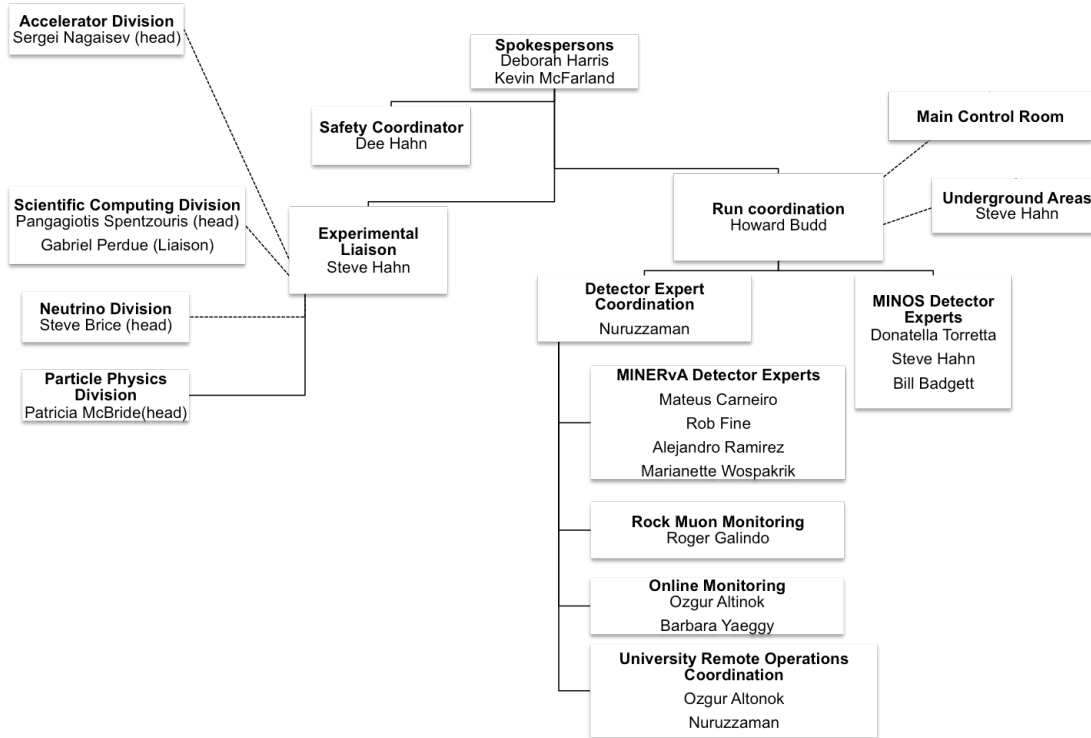 Accelerator Division
Sergei Nagaisev (head)
Spokespersons
Deborah Harris
Kevin McFarland
Safety Coordinator
Dee Hahn
Main Control Room
Scientific Computing Division
Pangagiotis Spentzouris (head)
Gabriel Perdue (Liaison)
Experimental
Liaison
Steve Hahn
Run coordination
Howard Budd
Underground Areas
Steve Hahn
Neutrino Division
Steve Brice (head)
Particle Physics
Division
Patricia McBride(head)
Detector Expert
Coordination
Nuruzzaman
MINOS Detector
Experts
Donatella Torretta
Steve Hahn
Bill Badgett
MINERvA Detector Experts
Mateus Carneiro
Rob Fine
Alejandro Ramirez
Marianette Wospakrik
Rock Muon Monitoring
Roger Galindo
Online Monitoring
Ozgur Altinok
Barbara Yaeggy
University Remote Operations
Coordination
Ozgur Altonok
Nuruzzaman